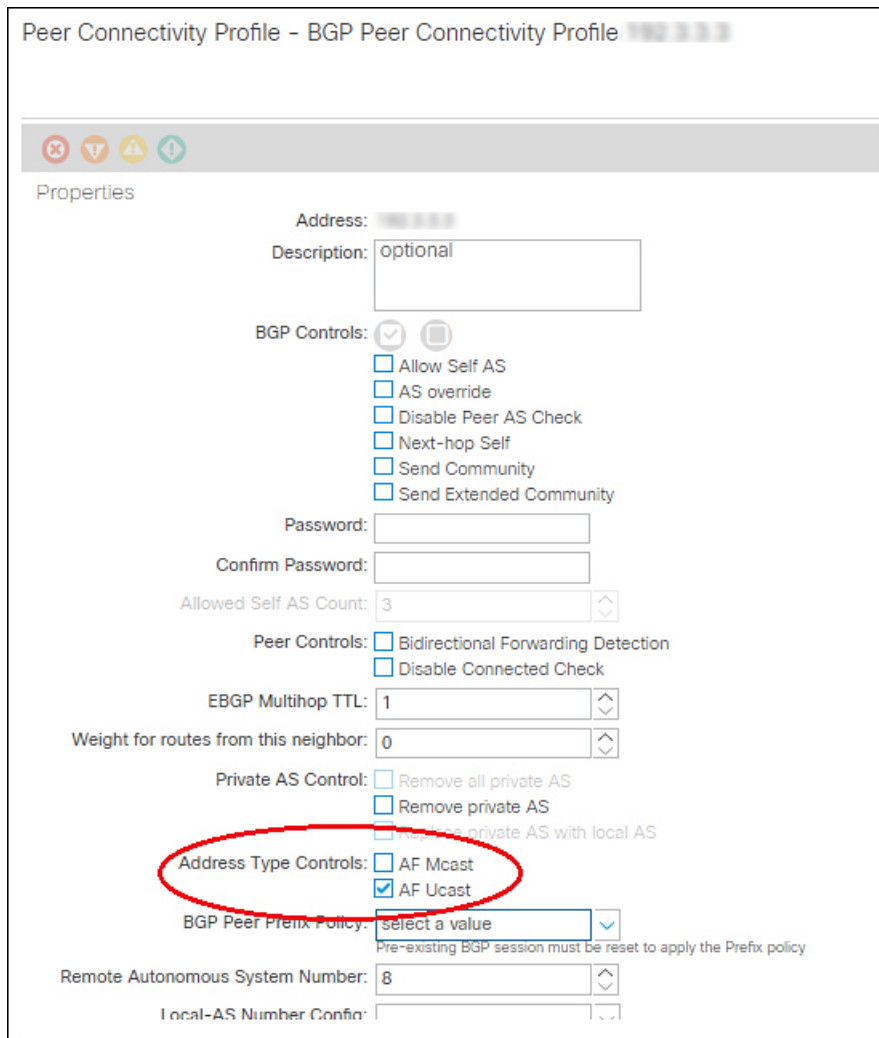 Peer Connectivity Profile - BGP Peer Connectivity Profile
Properties
Address:
Description: optional
BGP Controls:
Allow Self AS
AS override
Disable Peer AS Check
Next-hop Self
Send Community
Send Extended Community
Password:
Confirm Password:
Allowed Self AS Count: 3
Peer Controls: Bidirectional Forwarding Detection
Disable Connected Check
EBGP Multihop TTL: 1
Weight for routes from this neighbor: 0
Private AS Control: Remove all private AS
Remove private AS
Replace private AS with local AS
Address Type Controls: AF Mcast
AF Ucast
BGP Peer Prefix Policy: select a value
Pre-existing BGP session must be reset to apply the Prefix policy
Remote Autonomous System Number: 8
Local-AS Number Config: